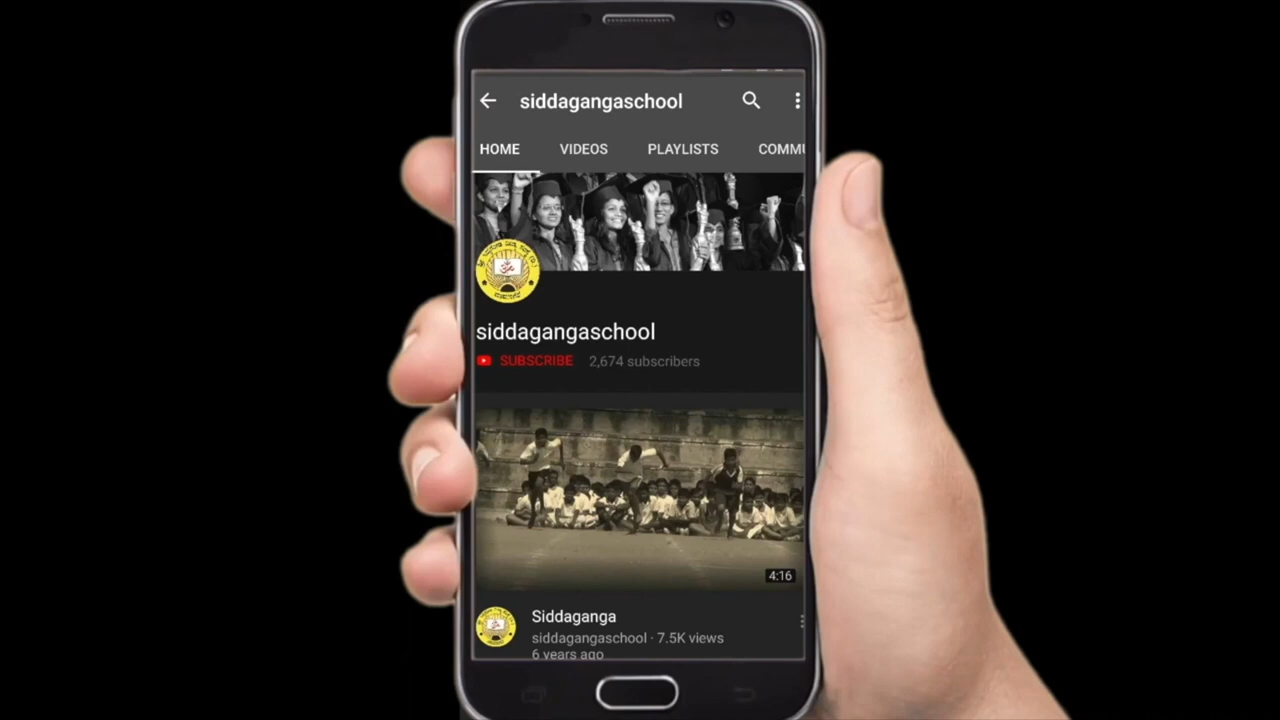 siddagangaschool
HOME VIDEOS PLAYLISTS COMMU
siddagangaschool
SUBSCRIBE 2,674 subscribers
4:16
Siddaganga
siddagangaschool · 7.5K views
6 years ago